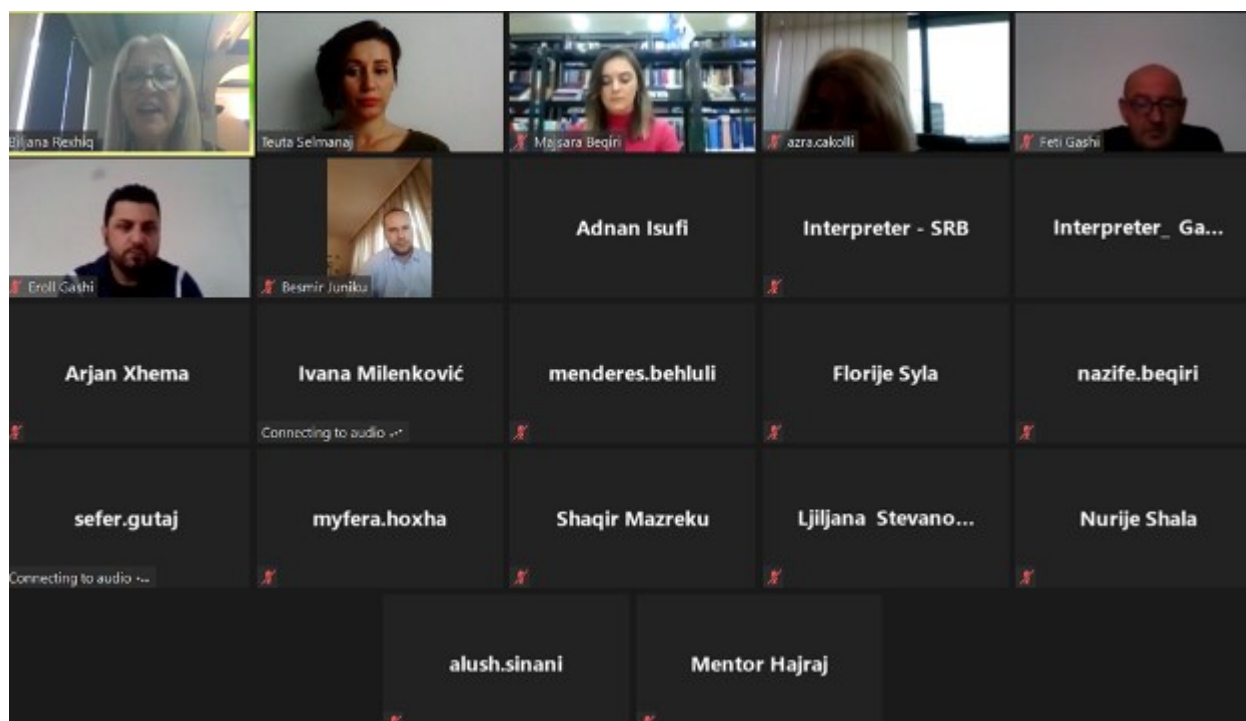 Biljana Rexhiq
Teuta Selmanaj
Majsara Beqiri
azra.cakolli
Feti Gashi
Eroll Gashi
Besmir Juniku
Adnan Isufi
Interpreter - SRB
Interpreter_ Ga...
Arjan Xhema
Ivana Milenković
Connecting to audio
menderes.behluli
Florije Syla
nazife.beqiri
sefer.gutaj
Connecting to audio
myfera.hoxha
Shaqir Mazreku
Ljiljana Stevano...
Nurije Shala
alush.sinani
Mentor Hajraj